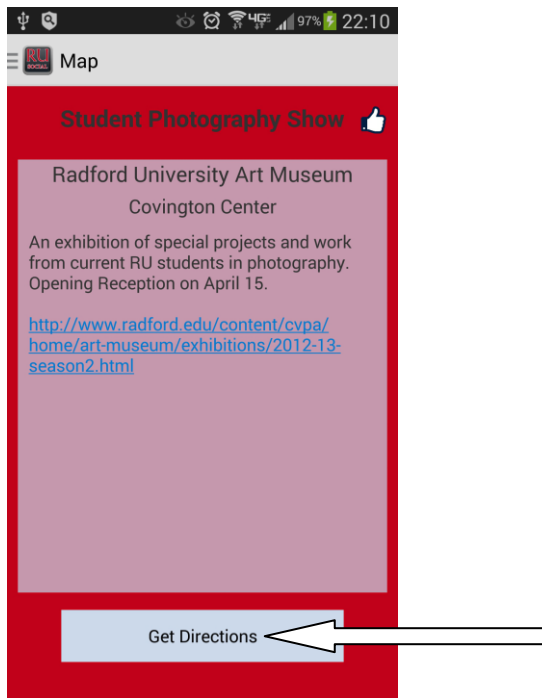 4G 97% 22:10
RU SOCIAL Map
Student Photography Show
Radford University Art Museum
Covington Center
An exhibition of special projects and work
from current RU students in photography.
Opening Reception on April 15.
http://www.radford.edu/content/cvpa/
home/art-museum/exhibitions/2012-13-
season2.html
Get Directions